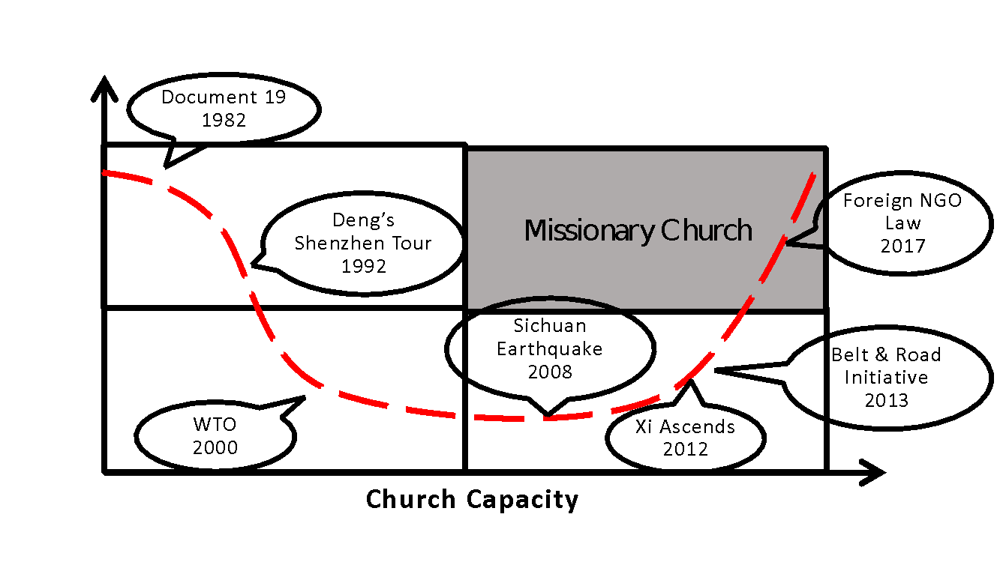 Document 19
1982
Deng’s
Shenzhen Tour
1992
Missionary Church
Foreign NGO
Law
2017
Sichuan
Earthquake
2008
Belt & Road
Initiative
2013
WTO
2000
Xi Ascends
2012
Church Capacity